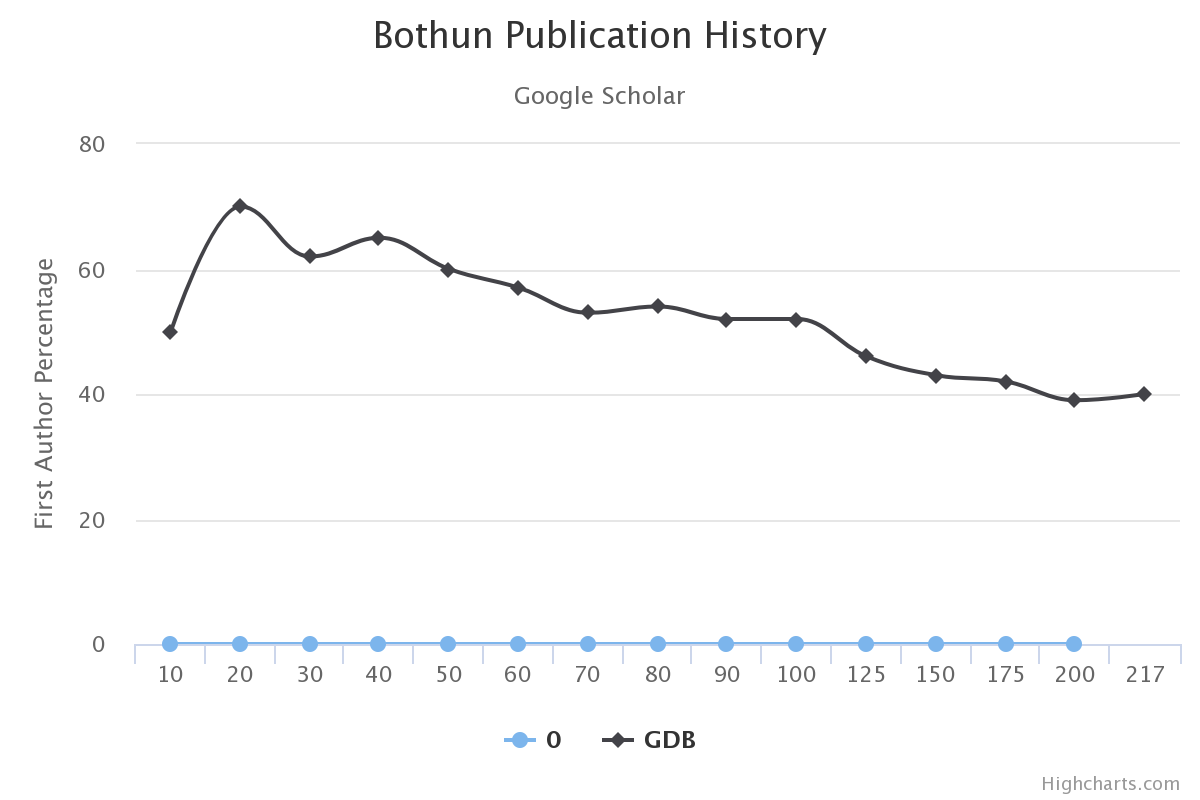 Bothun Publication History
Google Scholar
First Author Percentage
80
60
40
20
0
10 20 30 40 50 60 70 80 90 100 125 150 175 200 217
0 GDB
Highcharts.com